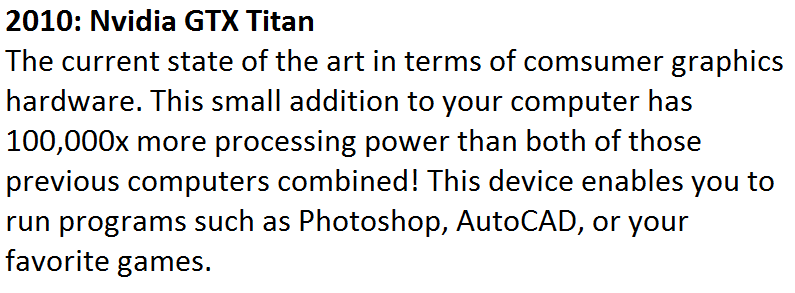 2010: Nvidia GTX Titan
The current state of the art in terms of comsumer graphics
hardware. This small addition to your computer has
100,000x more processing power than both of those
previous computers combined! This device enables you to
run programs such as Photoshop, AutoCAD, or your
favorite games.